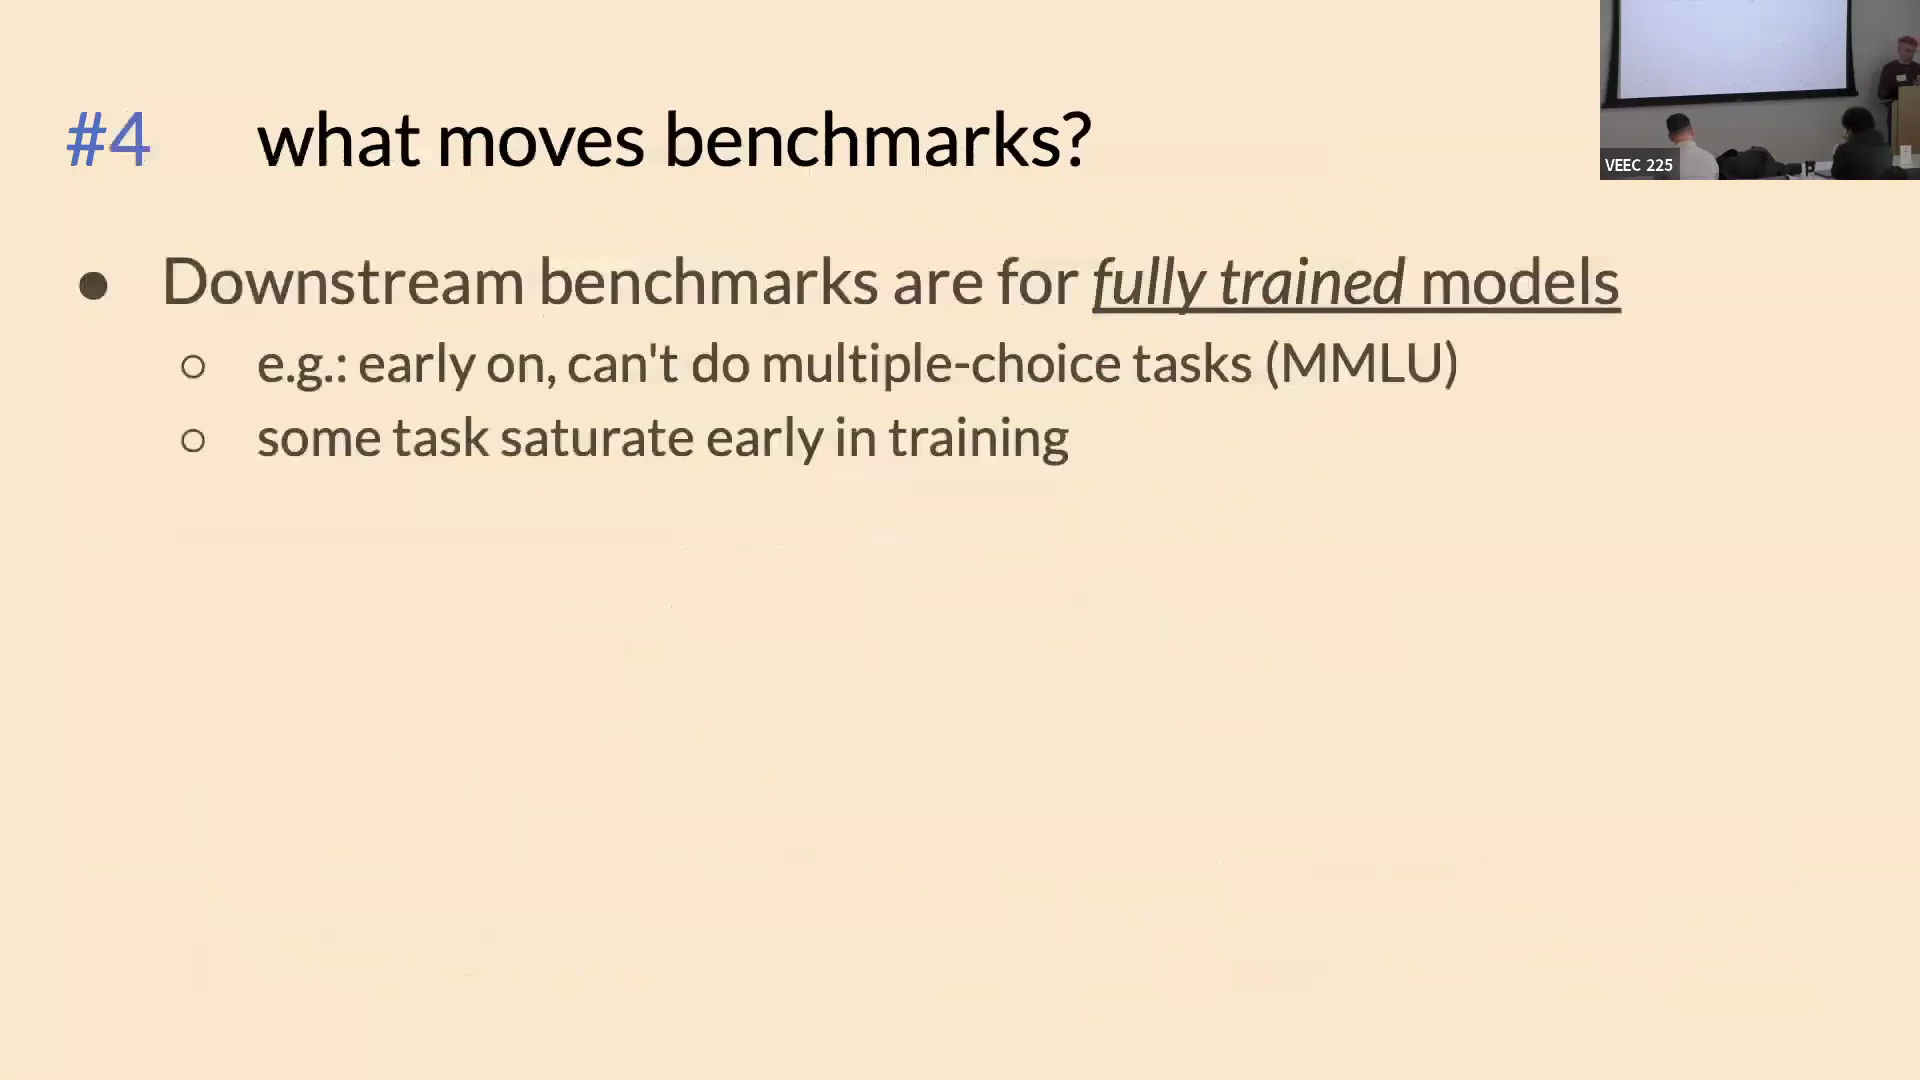 #4 what moves benchmarks?
VEEC 225
● Downstream benchmarks are for fully trained models
○ e.g.: early on, can't do multiple-choice tasks (MMLU)
○ some task saturate early in training